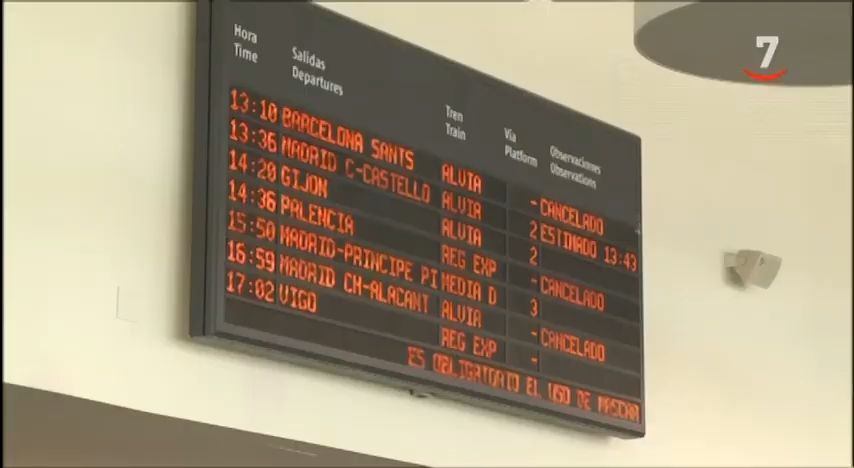 7
Hora Salidas Tren Vía Observaciones
Time Departures Train Platform Observations
13:10 BARCELONA SANTS ALVIA - CANCELADO
13:36 MADRID C-CASTELLO ALVIA 2 ESTIMADO 13:43
14:20 GIJON ALVIA 2
14:36 PALENCIA REG EXP - CANCELADO
15:50 MADRID-PRINCIPE PI MEDIA D 3
16:59 MADRID CH-ALACANT ALVIA - CANCELADO
17:02 VIGO REG EXP -
ES OBLIGATORIO EL USO DE MASCAR